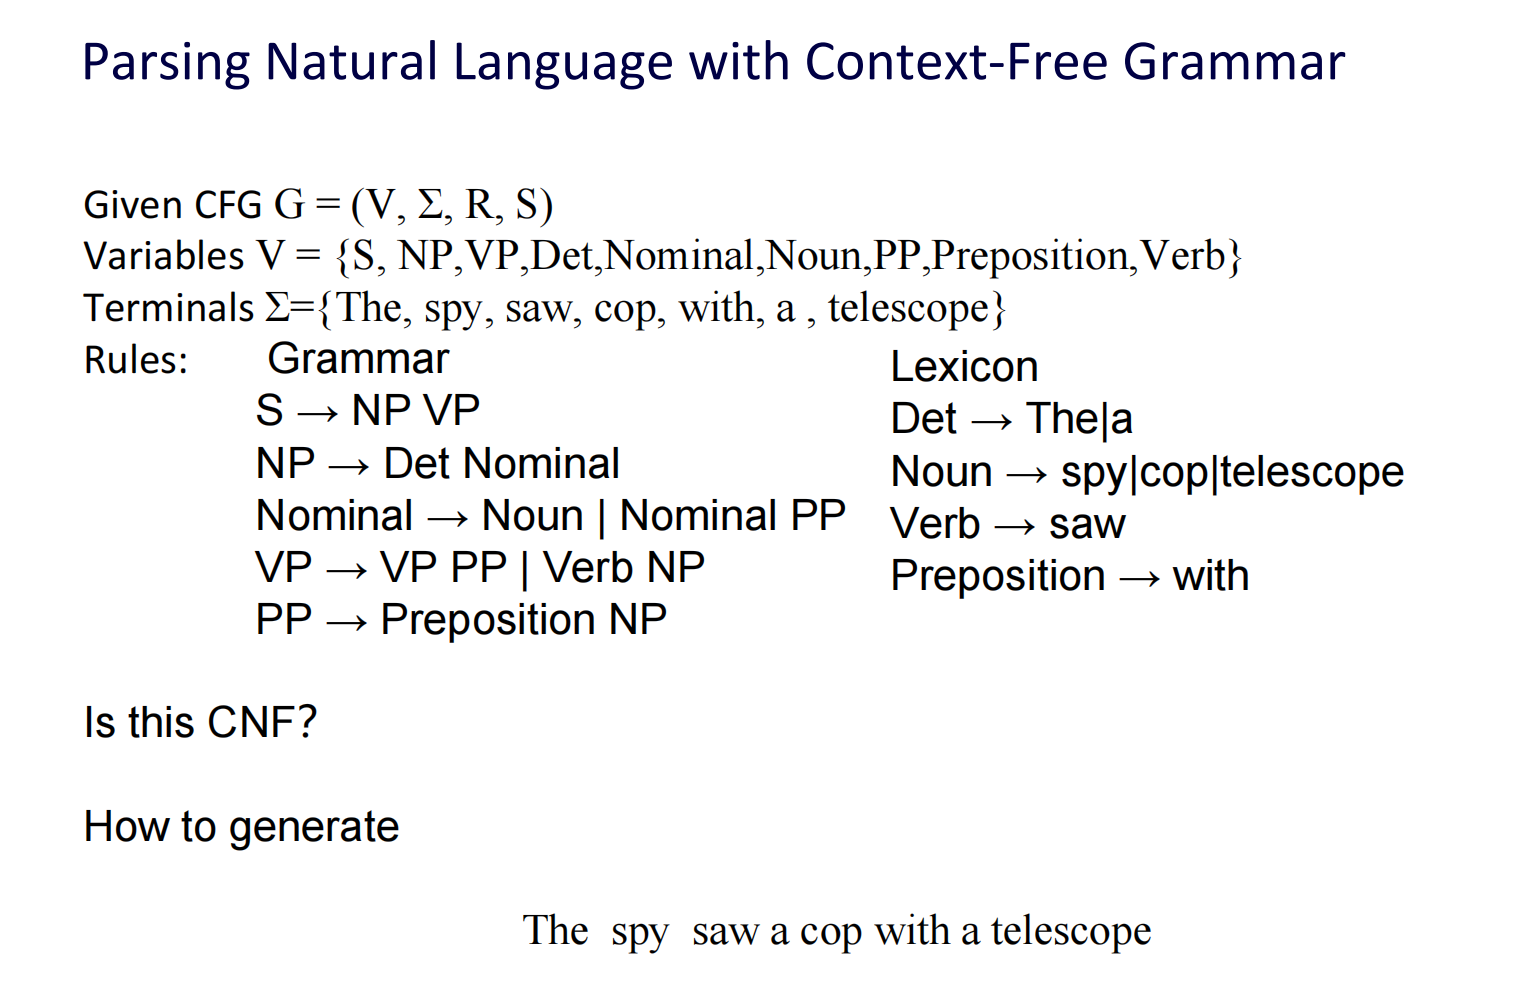 Parsing Natural Language with Context-Free Grammar
Given CFG G = (V, Σ, R, S)
Variables V = {S, NP,VP,Det,Nominal,Noun,PP,Preposition,Verb}
Terminals Σ={The, spy, saw, cop, with, a , telescope}
Rules: Grammar
S → NP VP
NP → Det Nominal
Nominal → Noun | Nominal PP
VP → VP PP | Verb NP
PP → Preposition NP
Lexicon
Det → The|a
Noun → spy|cop|telescope
Verb → saw
Preposition → with
Is this CNF?
How to generate
The spy saw a cop with a telescope